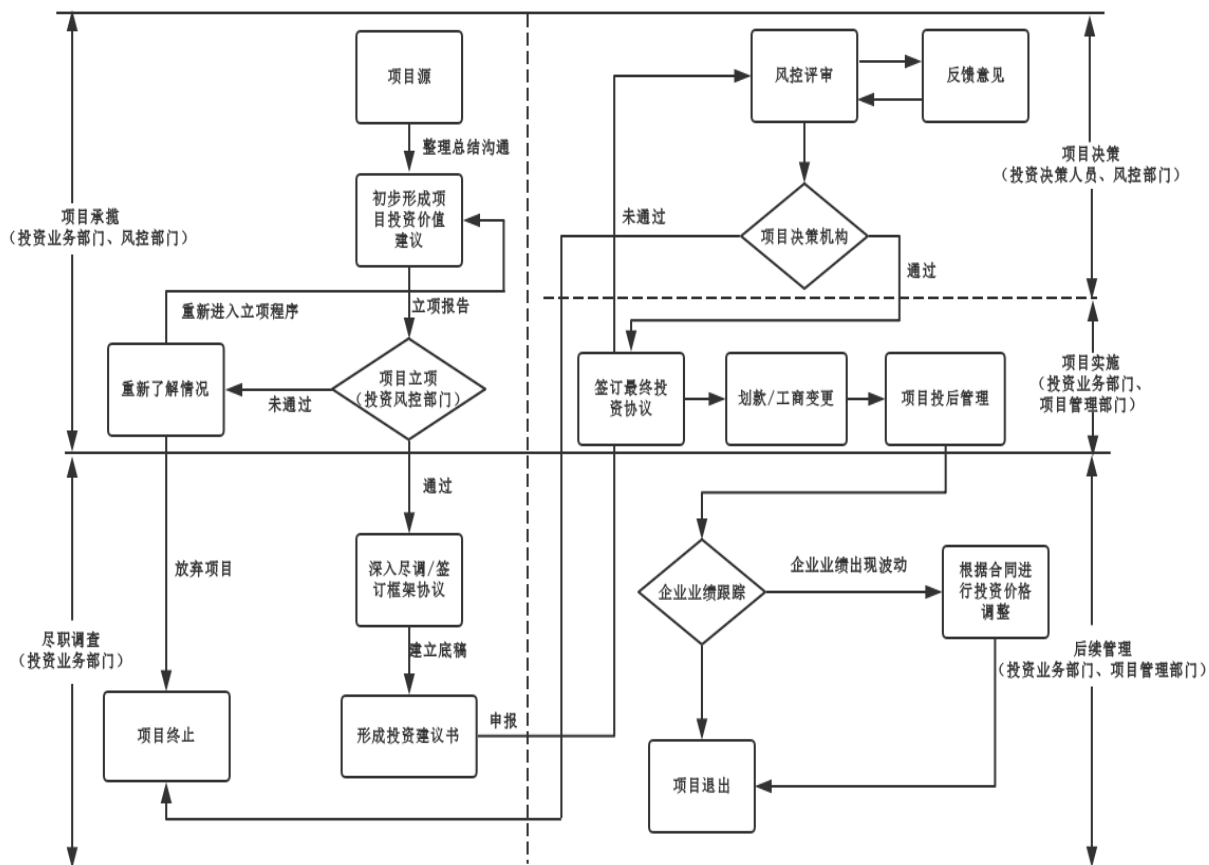 项目源
整理总结沟通
初步形成项
目投资价值
建议
项目承揽
（投资业务部门、风控部门）
重新进入立项程序
立项报告
重新了解情况
未通过
项目立项
（投资风控部门）
通过
放弃项目
深入尽调/签
订框架协议
建立底稿
尽职调查
（投资业务部门）
项目终止
形成投资建议书
申报
风控评审
反馈意见
项目决策
（投资决策人员、风控部门）
未通过
项目决策机构
通过
签订最终投
资协议
划款/工商变更
项目投后管理
项目实施
（投资业务部门、
项目管理部门）
企业业绩跟踪
企业业绩出现波动
根据合同进
行投资价格
调整
后续管理
（投资业务部门、项目管理部门）
项目退出